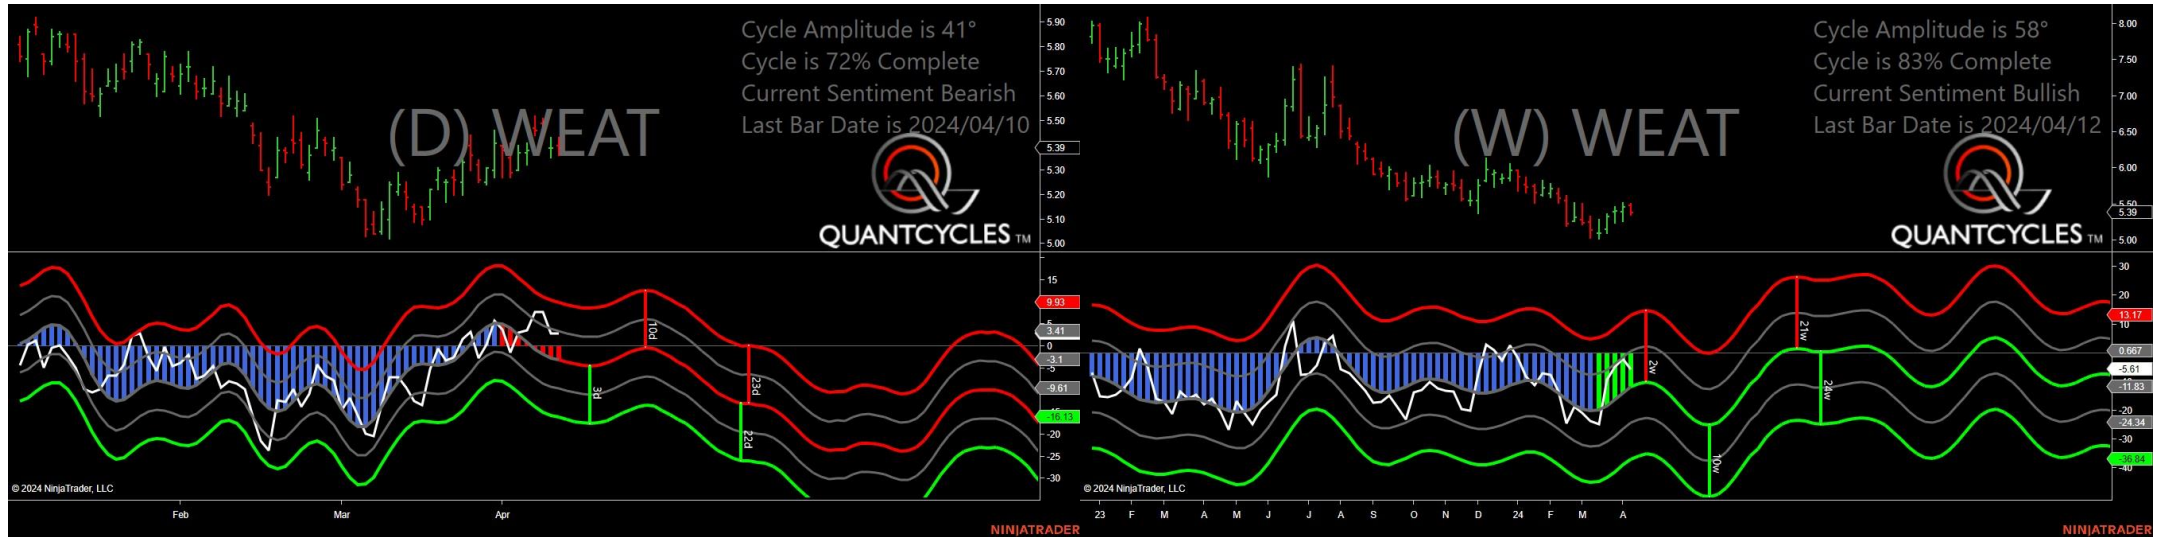 Cycle Amplitude is 41°
Cycle is 72% Complete
Current Sentiment Bearish
Last Bar Date is 2024/04/10
(D) WEAT
QUANTCYCLES TM
5.90
5.80
5.70
5.60
5.50
5.39
5.30
5.20
5.10
5.00
15
9.93
5
3.41
0
-3.1
-5
-9.61
-15
-16.13
-20
-25
-30
10d
3d
23d
22d
© 2024 NinjaTrader, LLC
Feb
Mar
Apr
NINJATRADER
Cycle Amplitude is 58°
Cycle is 83% Complete
Current Sentiment Bullish
Last Bar Date is 2024/04/12
(W) WEAT
QUANTCYCLES TM
8.00
7.50
7.00
6.50
6.00
5.50
5.39
5.00
30
20
13.17
10
0.667
-5.61
-11.83
-20
-24.34
-30
-36.84
-40
2w
10w
21w
24w
© 2024 NinjaTrader, LLC
23 F M A M J J A S O N D 24 F M A
NINJATRADER